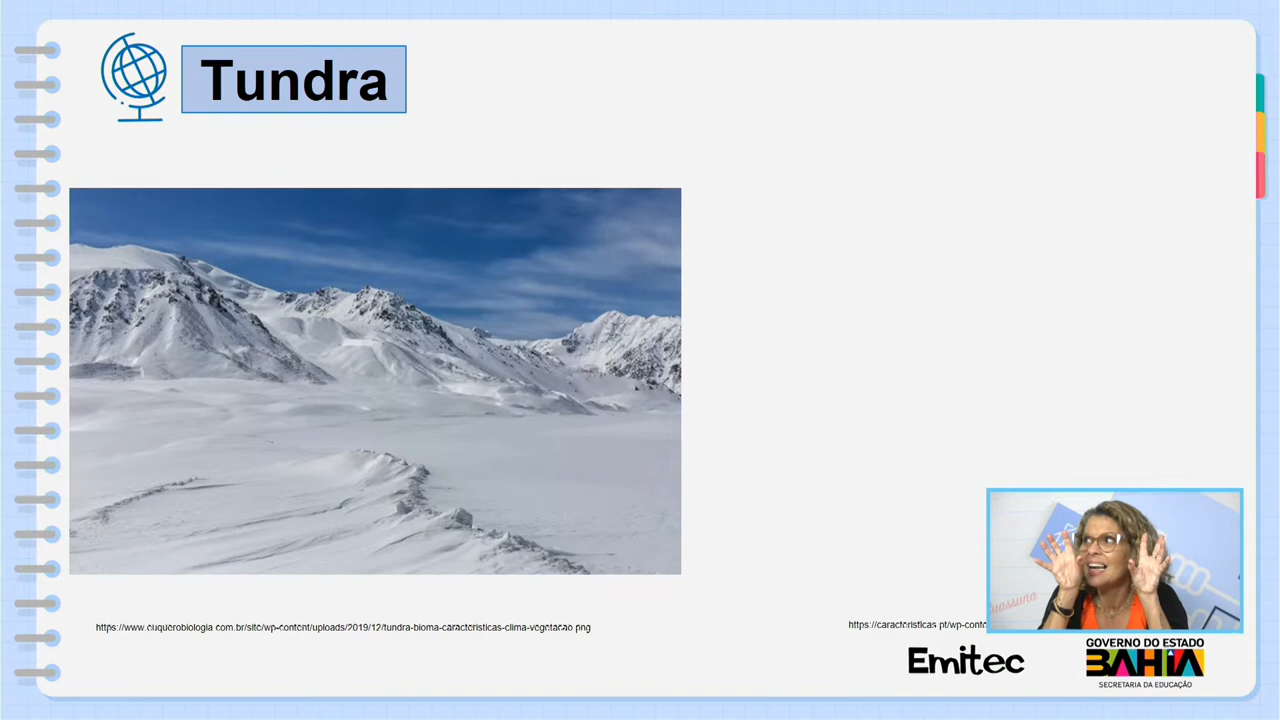 Tundra
https://www.euquerobiologia.com.br/site/wp-content/uploads/2019/12/tundra-bioma-caracteristicas-clima-vegetacao.png
https://caracteristicas.pt/wp-conte
Emitec
GOVERNO DO ESTADO
BAHIA
SECRETARIA DA EDUCAÇÃO